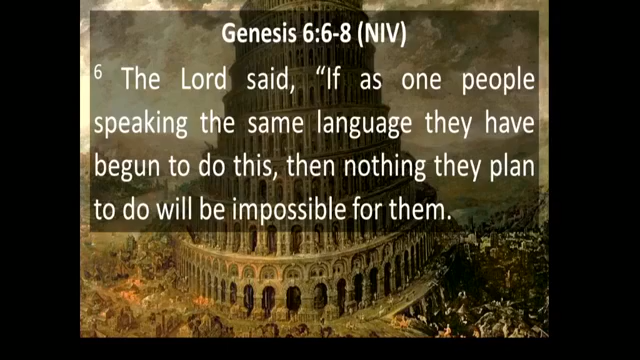 Genesis 6:6-8 (NIV)
6 The Lord said, “If as one people
speaking the same language they have
begun to do this, then nothing they plan
to do will be impossible for them.